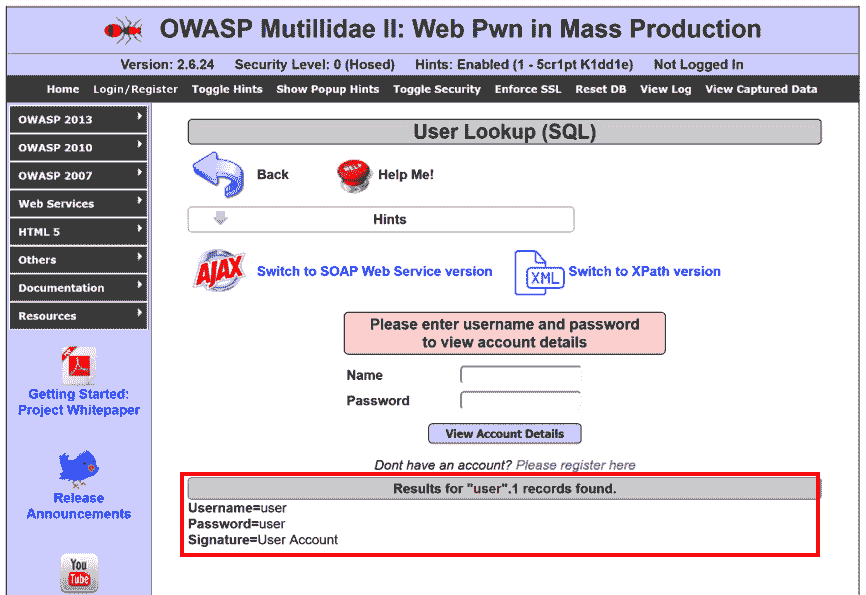 OWASP Mutillidae II: Web Pwn in Mass Production
Version: 2.6.24 Security Level: 0 (Hosed) Hints: Enabled (1 - 5cr1pt K1dd1e) Not Logged In
Home Login/Register Toggle Hints Show Popup Hints Toggle Security Enforce SSL Reset DB View Log View Captured Data
OWASP 2013
OWASP 2010
OWASP 2007
Web Services
HTML 5
Others
Documentation
Resources
Getting Started:
Project Whitepaper
Release
Announcements
You
Tube
User Lookup (SQL)
Back Help Me!
Hints
AJAX Switch to SOAP Web Service version XML Switch to XPath version
Please enter username and password
to view account details
Name
Password
View Account Details
Dont have an account? Please register here
Results for "user".1 records found.
Username=user
Password=user
Signature=User Account